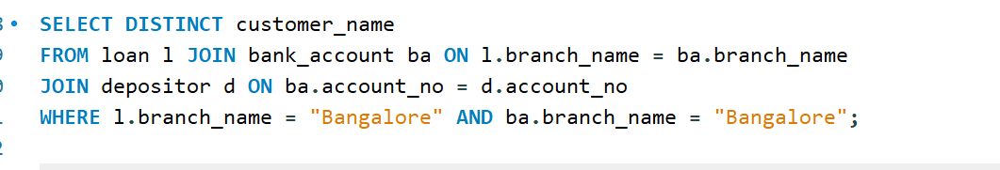 SELECT DISTINCT customer_name
FROM loan l JOIN bank_account ba ON l.branch_name = ba.branch_name
JOIN depositor d ON ba.account_no = d.account_no
WHERE l.branch_name = "Bangalore" AND ba.branch_name = "Bangalore";